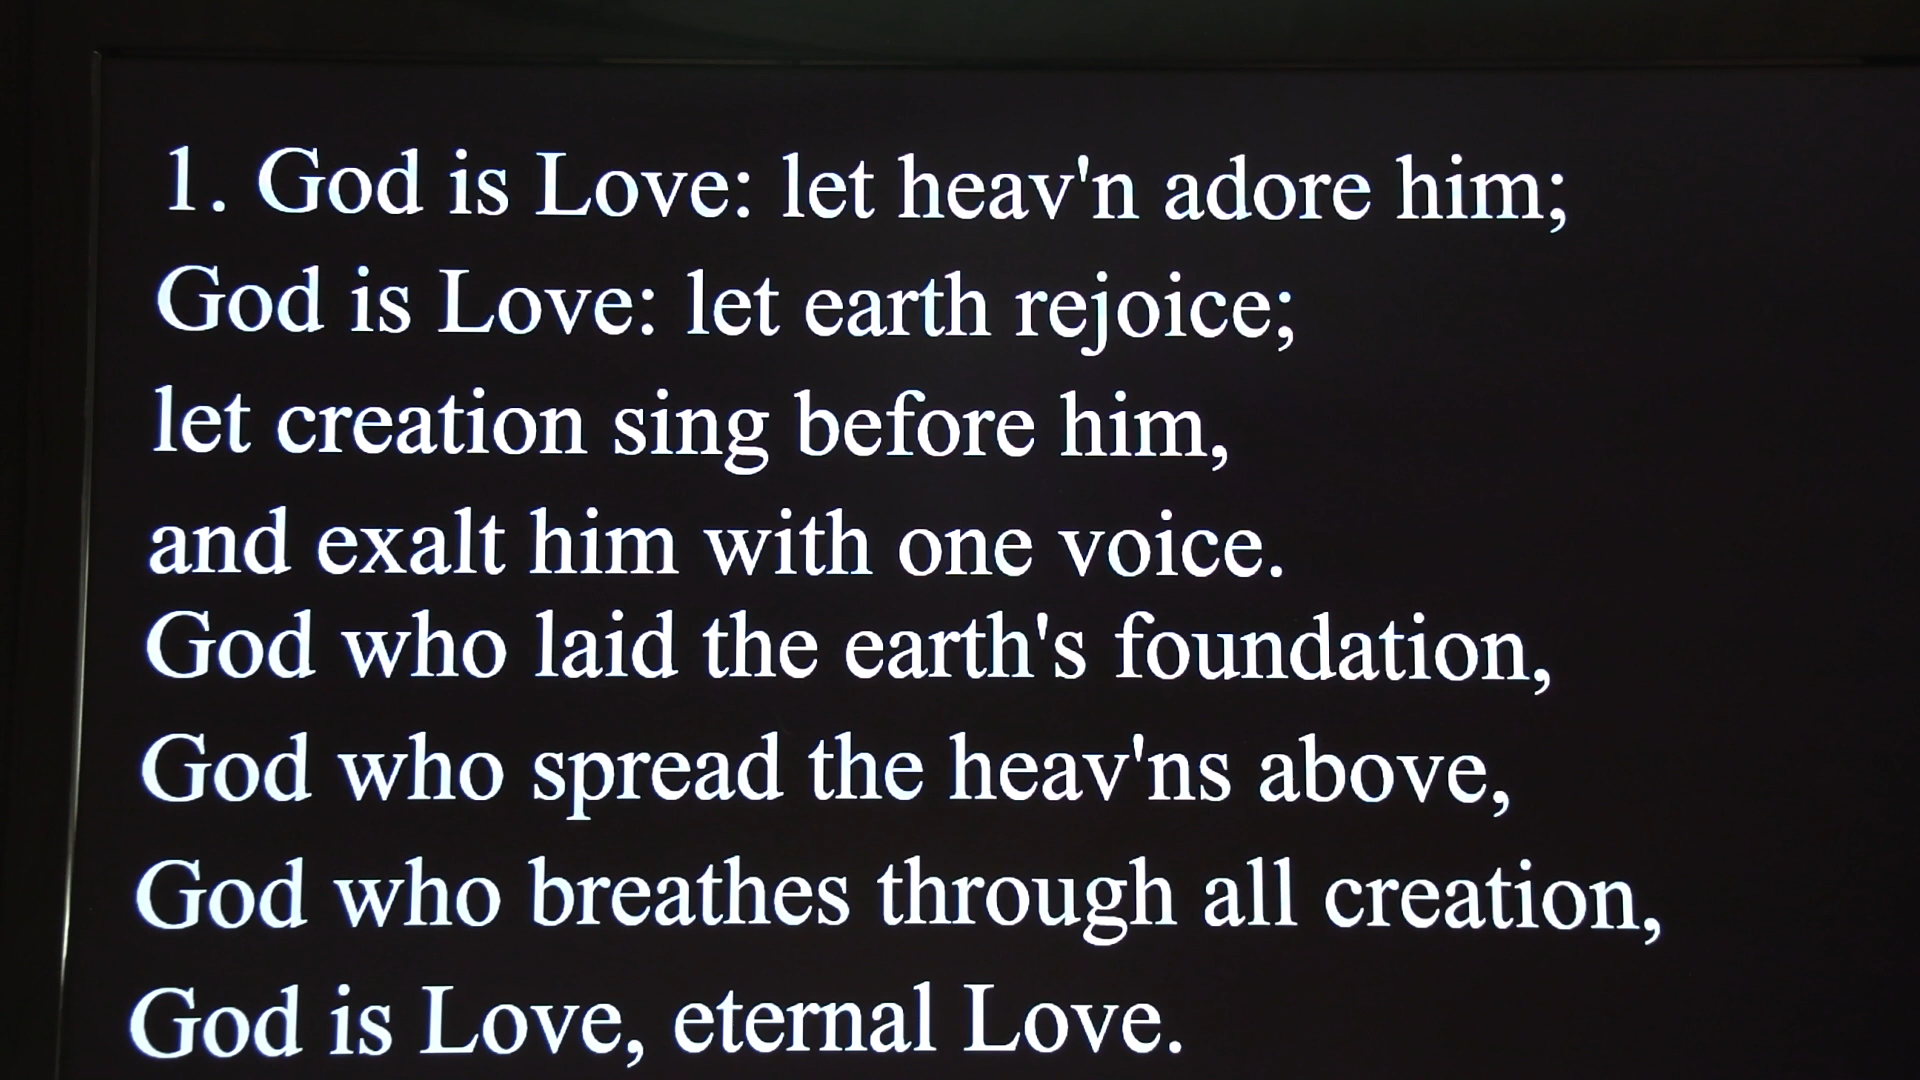 1. God is Love: let heav'n adore him;
God is Love: let earth rejoice;
let creation sing before him,
and exalt him with one voice.
God who laid the earth's foundation,
God who spread the heav'ns above,
God who breathes through all creation,
God is Love, eternal Love.